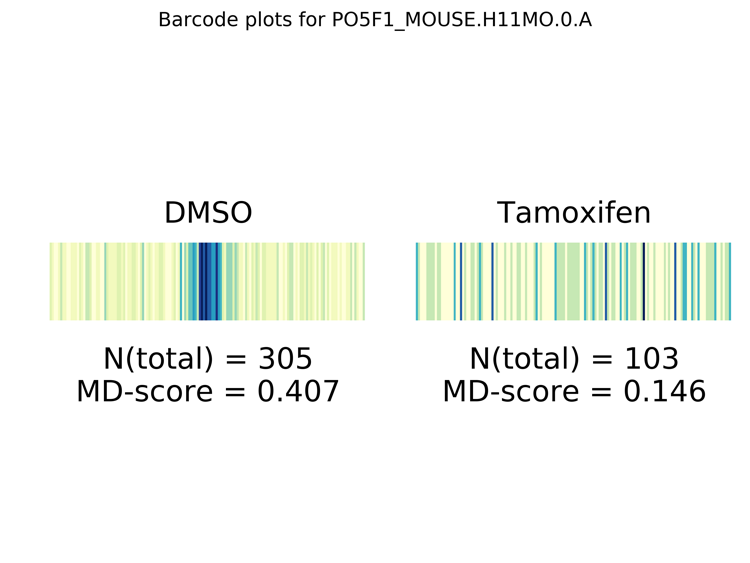 Barcode plots for PO5F1_MOUSE.H11MO.0.A
DMSO
N(total) = 305
MD-score = 0.407
Tamoxifen
N(total) = 103
MD-score = 0.146